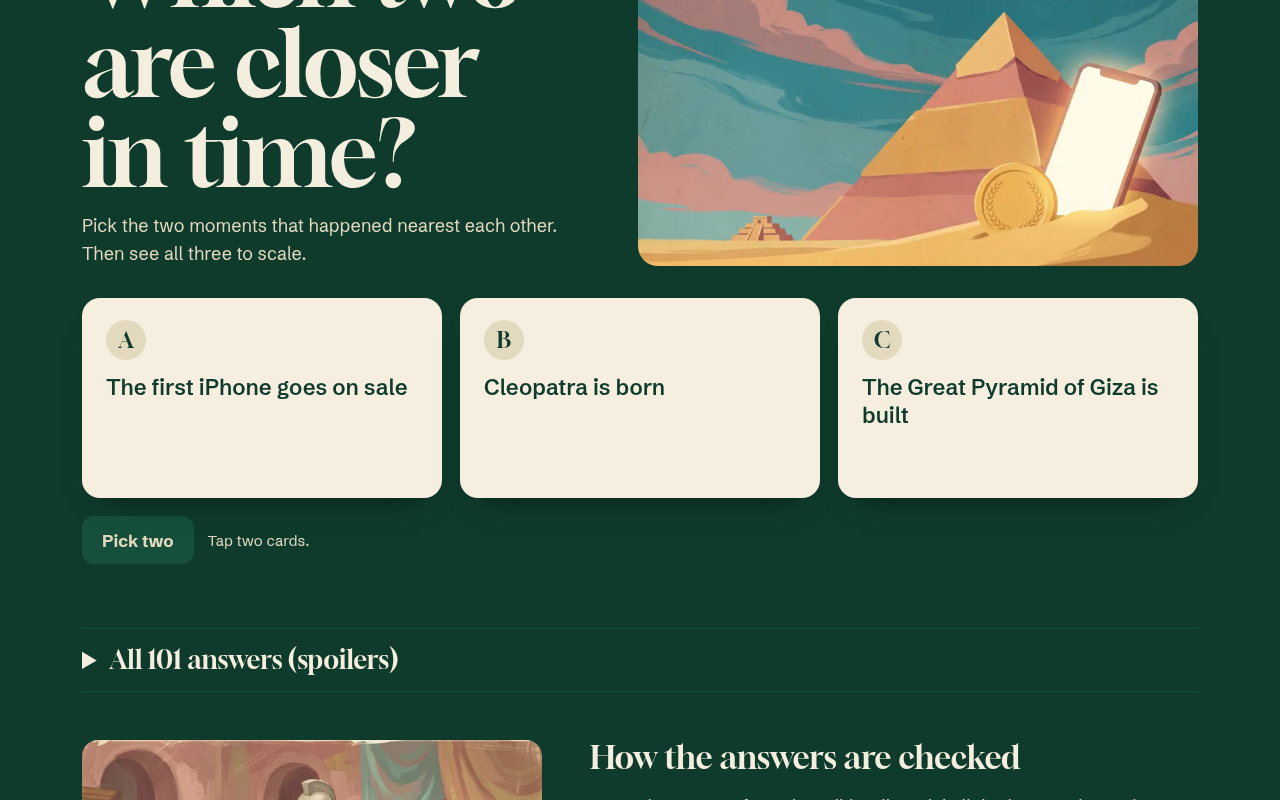 Which two
are closer
in time?
Pick the two moments that happened nearest each other.
Then see all three to scale.
A
The first iPhone goes on sale
B
Cleopatra is born
C
The Great Pyramid of Giza is
built
Pick two
Tap two cards.
All 101 answers (spoilers)
How the answers are checked